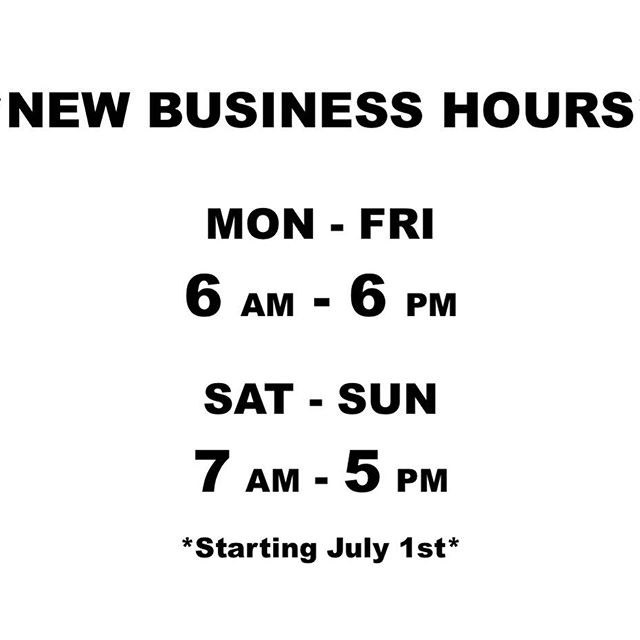 *NEW BUSINESS HOURS*
MON - FRI
6 AM - 6 PM
SAT - SUN
7 AM - 5 PM
*Starting July 1st*